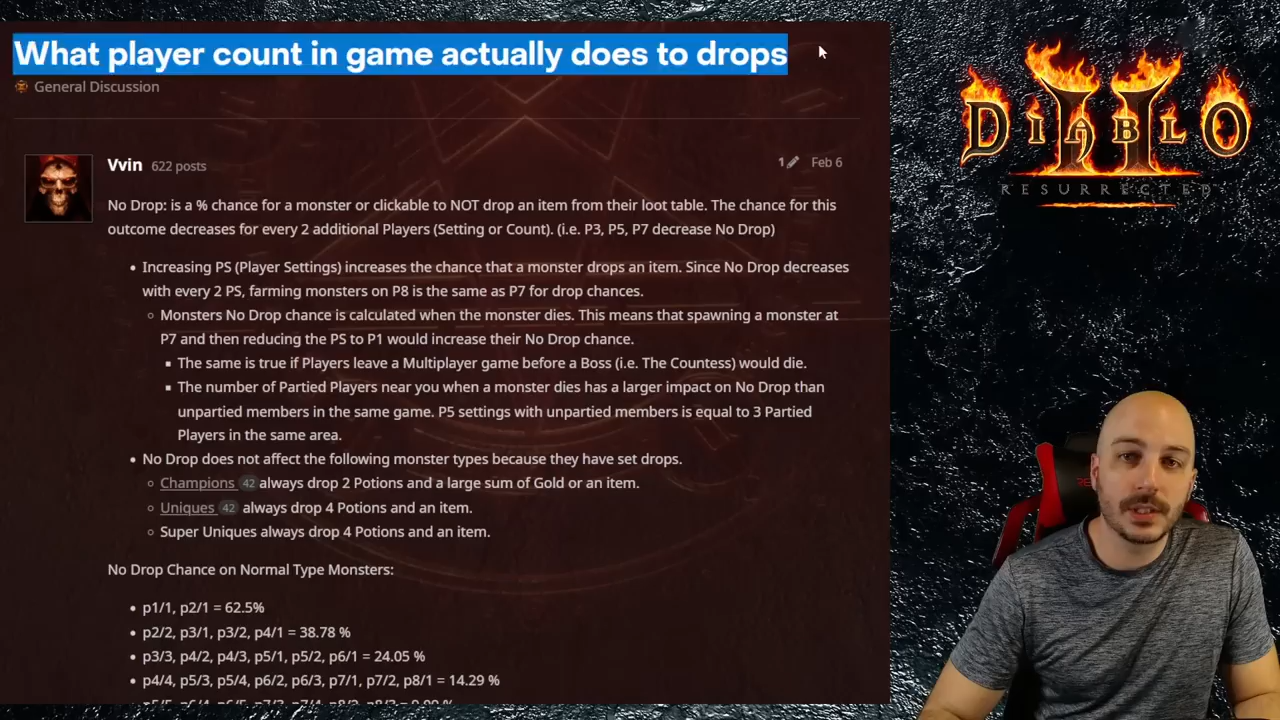 What player count in game actually does to drops
General Discussion
Vvin 622 posts
1 Feb 6
No Drop: is a % chance for a monster or clickable to NOT drop an item from their loot table. The chance for this
outcome decreases for every 2 additional Players (Setting or Count). (i.e. P3, P5, P7 decrease No Drop)
Increasing PS (Player Settings) increases the chance that a monster drops an item. Since No Drop decreases
with every 2 PS, farming monsters on P8 is the same as P7 for drop chances.
Monsters No Drop chance is calculated when the monster dies. This means that spawning a monster at
P7 and then reducing the PS to P1 would increase their No Drop chance.
The same is true if Players leave a Multiplayer game before a Boss (i.e. The Countess) would die.
The number of Partied Players near you when a monster dies has a larger impact on No Drop than
unpartied members in the same game. P5 settings with unpartied members is equal to 3 Partied
Players in the same area.
No Drop does not affect the following monster types because they have set drops.
Champions 42 always drop 2 Potions and a large sum of Gold or an item.
Uniques 42 always drop 4 Potions and an item.
Super Uniques always drop 4 Potions and an item.
No Drop Chance on Normal Type Monsters:
p1/1, p2/1 = 62.5%
p2/2, p3/1, p3/2, p4/1 = 38.78 %
p3/3, p4/2, p4/3, p5/1, p5/2, p6/1 = 24.05 %
p4/4, p5/3, p5/4, p6/2, p6/3, p7/1, p7/2, p8/1 = 14.29 %
DIABLO
II
RESURRECTED